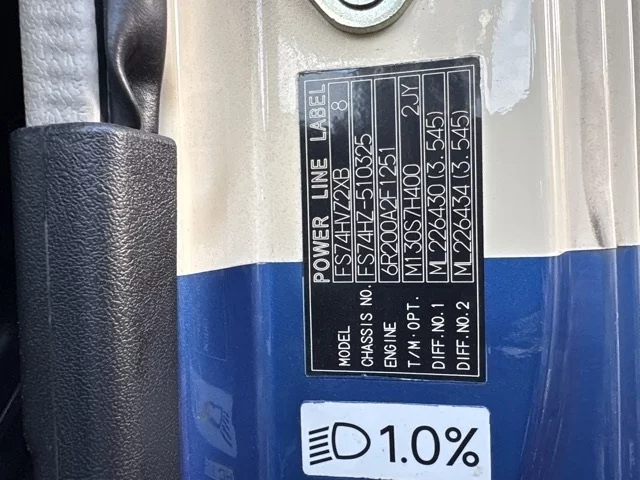 POWER LINE LABEL
MODEL FS74HVZ2XB 8
CHASSIS NO. FS74HZ-510325
ENGINE 6R200A2F1251
T/M·OPT. M130S7H400 2JY
DIFF.NO.1 ML226430(3.545)
DIFF.NO.2 ML226434(3.545)
1.0%